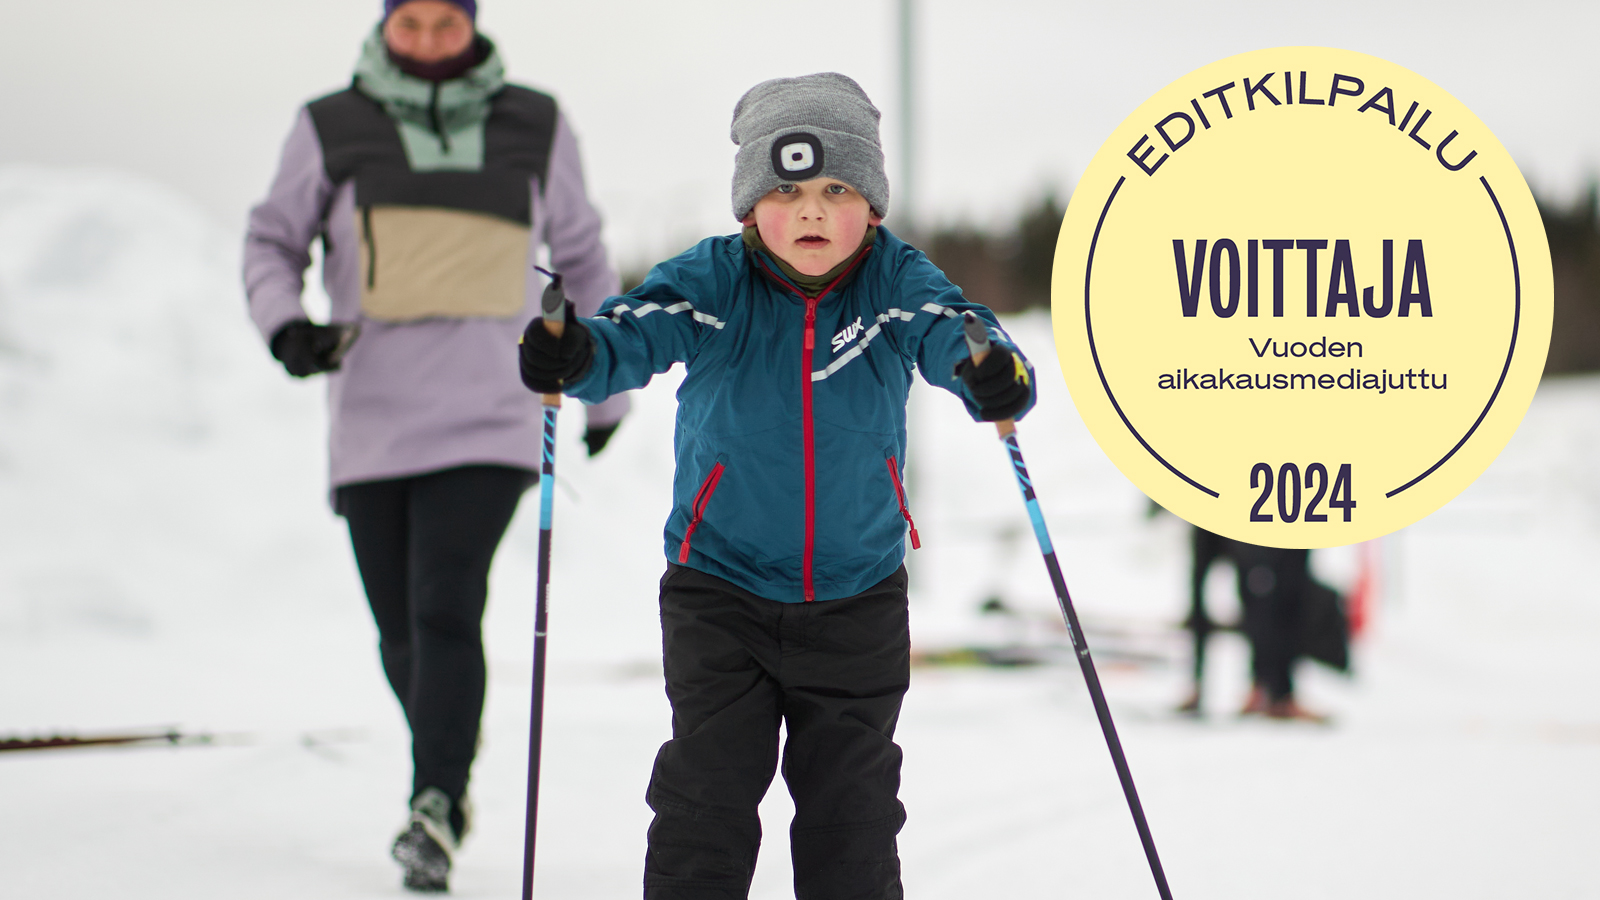 EDITKILPAILU
VOITTAJA
Vuoden
aikakausmediajuttu
2024
SWIX